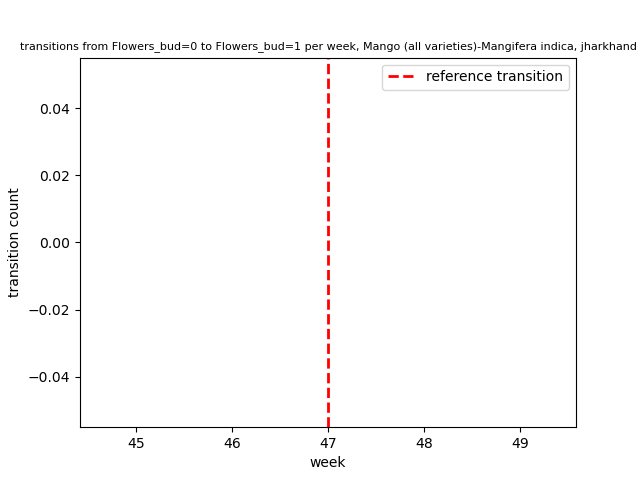 transitions from Flowers_bud=0 to Flowers_bud=1 per week, Mango (all varieties)-Mangifera indica, jharkhand
reference transition
0.04
0.02
0.00
−0.02
−0.04
transition count
45 46 47 48 49
week